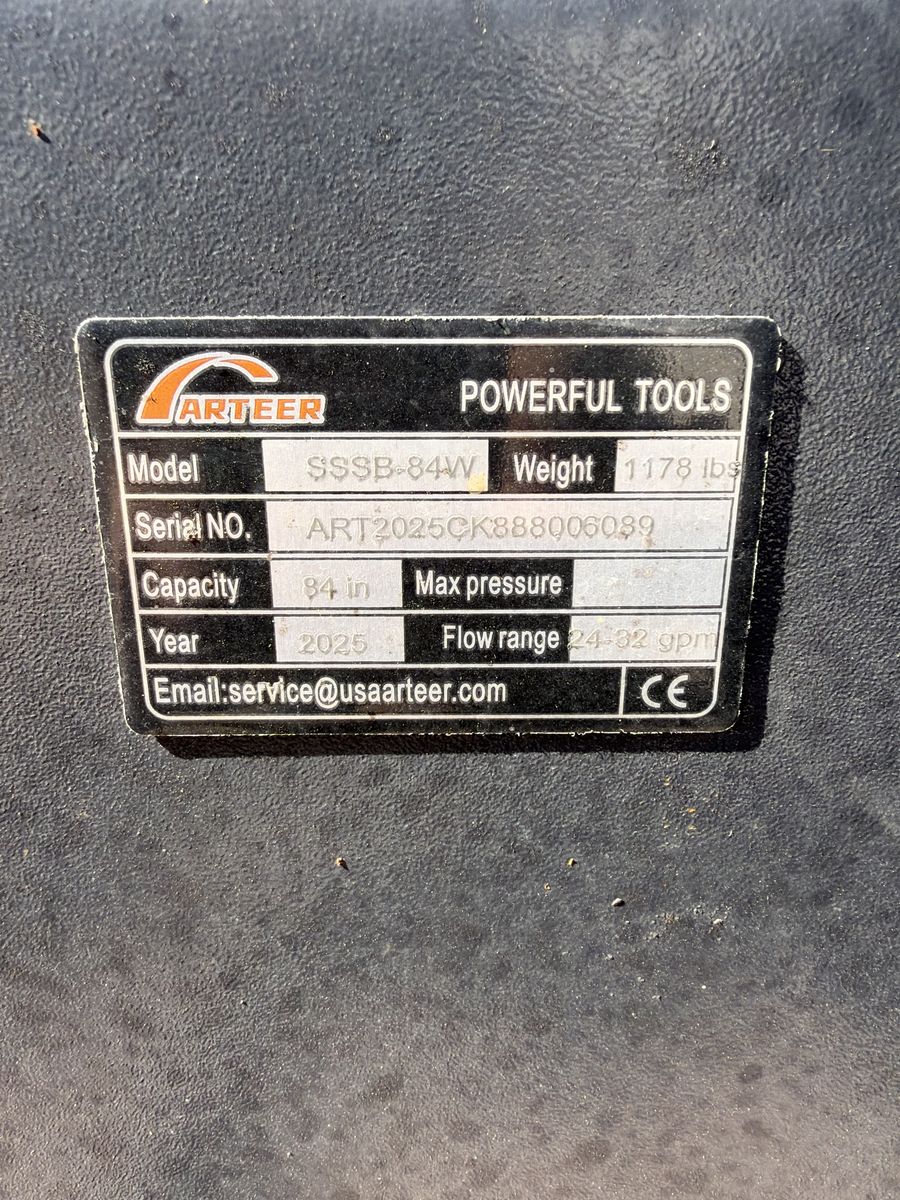 ARTEER POWERFUL TOOLS
Model SSSB-84W Weight 1178 lbs
Serial NO. ART2025CK888006089
Capacity 84 in Max pressure
Year 2025 Flow range 24-32 gpm
Email:service@usaarteer.com CE